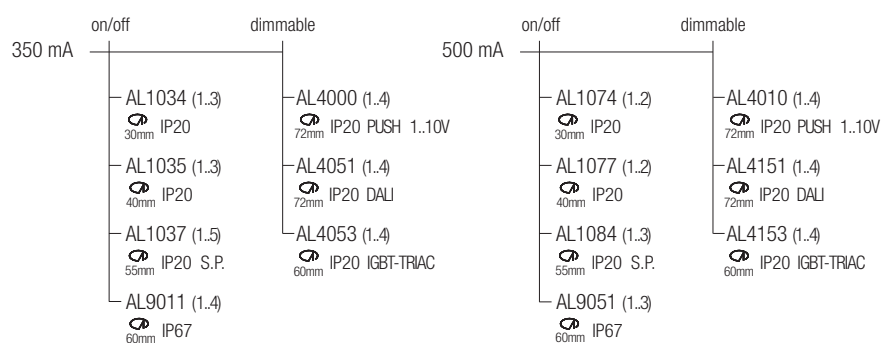 on/off dimmable
350 mA
AL1034 (1..3)
30mm IP20
AL1035 (1..3)
40mm IP20
AL1037 (1..5)
55mm IP20 S.P.
AL9011 (1..4)
60mm IP67
AL4000 (1..4)
72mm IP20 PUSH 1..10V
AL4051 (1..4)
72mm IP20 DALI
AL4053 (1..4)
60mm IP20 IGBT-TRIAC
on/off dimmable
500 mA
AL1074 (1..2)
30mm IP20
AL1077 (1..2)
40mm IP20
AL1084 (1..3)
55mm IP20 S.P.
AL9051 (1..3)
60mm IP67
AL4010 (1..4)
72mm IP20 PUSH 1..10V
AL4151 (1..4)
72mm IP20 DALI
AL4153 (1..4)
60mm IP20 IGBT-TRIAC